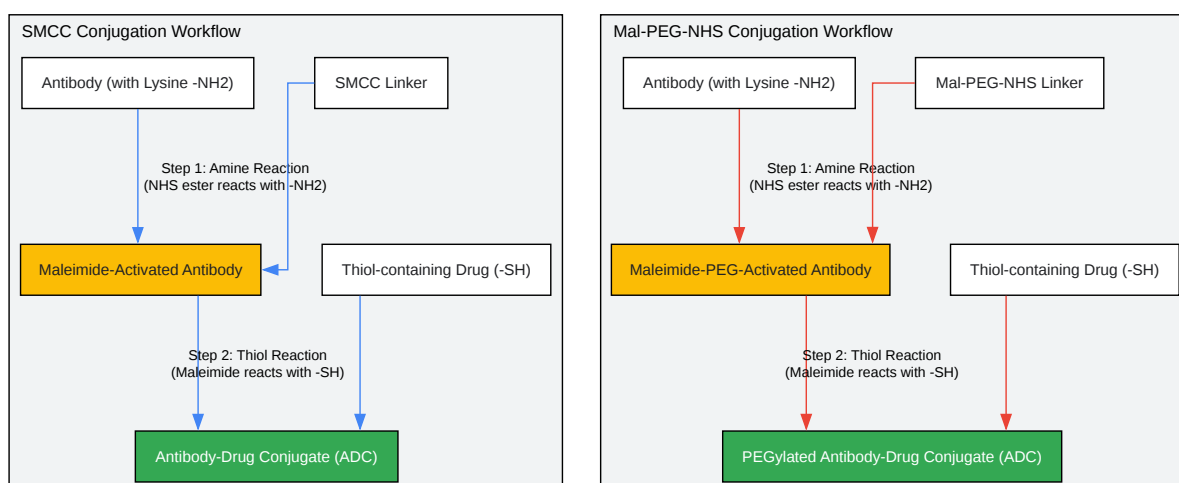 SMCC Conjugation Workflow
Antibody (with Lysine -NH2)
SMCC Linker
Step 1: Amine Reaction
(NHS ester reacts with -NH2)
Maleimide-Activated Antibody
Thiol-containing Drug (-SH)
Step 2: Thiol Reaction
(Maleimide reacts with -SH)
Antibody-Drug Conjugate (ADC)
Mal-PEG-NHS Conjugation Workflow
Antibody (with Lysine -NH2)
Mal-PEG-NHS Linker
Step 1: Amine Reaction
(NHS ester reacts with -NH2)
Maleimide-PEG-Activated Antibody
Thiol-containing Drug (-SH)
Step 2: Thiol Reaction
(Maleimide reacts with -SH)
PEGylated Antibody-Drug Conjugate (ADC)